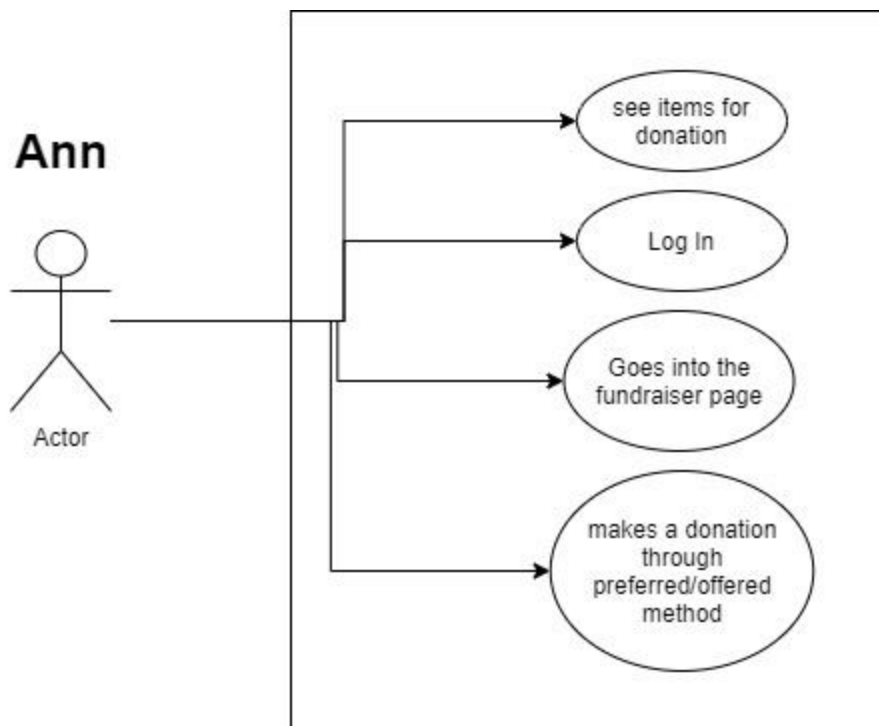 Ann
Actor
see items for
donation
Log In
Goes into the
fundraiser page
makes a donation
through
preferred/offered
method